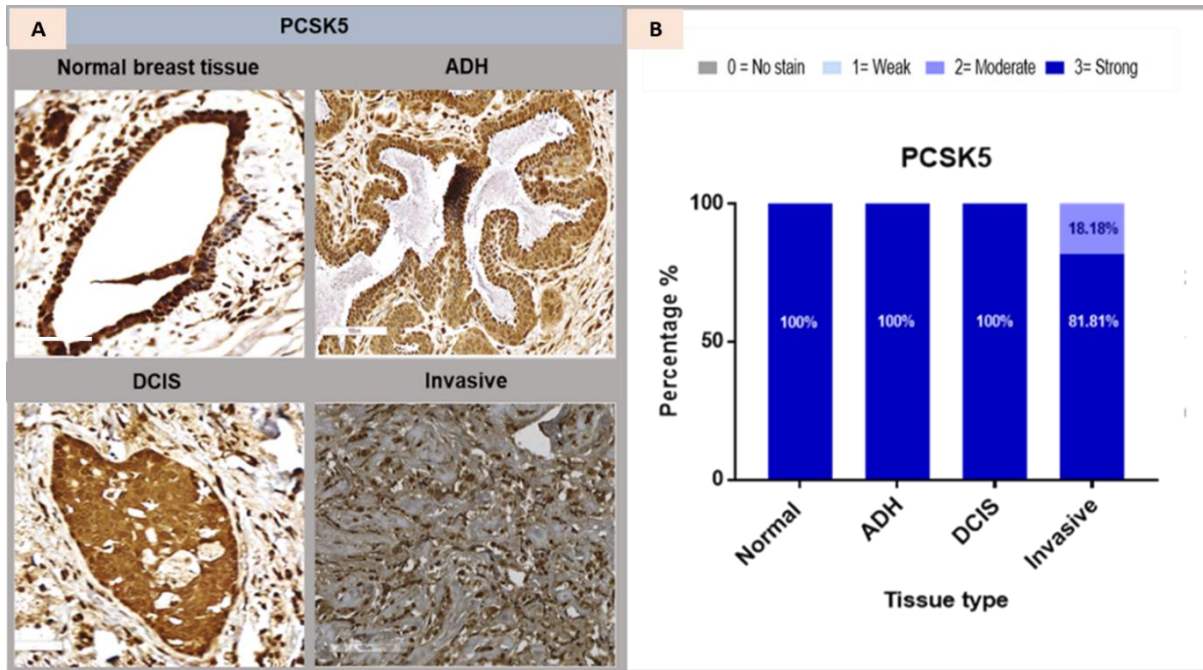 A
PCSK5
Normal breast tissue
ADH
DCIS
Invasive
B
0 = No stain
1= Weak
2= Moderate
3= Strong
PCSK5
Percentage %
100
50
0
100%
100%
100%
18.18%
81.81%
Normal
ADH
DCIS
Invasive
Tissue type